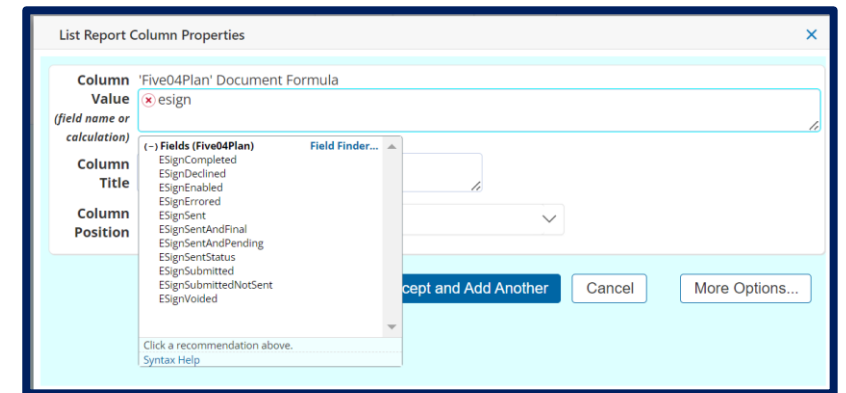 List Report Column Properties
×
Column Value (field name or calculation)
'Five04Plan' Document Formula
esign
(-) Fields (Five04Plan) Field Finder...
ESignCompleted
ESignDeclined
ESignEnabled
ESignErrored
ESignSent
ESignSentAndFinal
ESignSentAndPending
ESignSentStatus
ESignSubmitted
ESignSubmittedNotSent
ESignVoided
Click a recommendation above.
Syntax Help
Column Title
Column Position
cept and Add Another
Cancel
More Options...